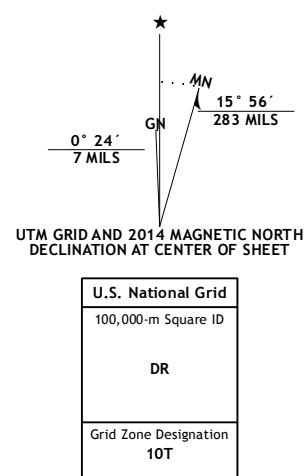 ★
MN
GN
0° 24´
7 MILS
15° 56´
283 MILS
UTM GRID AND 2014 MAGNETIC NORTH
DECLINATION AT CENTER OF SHEET
U.S. National Grid
100,000-m Square ID
DR
Grid Zone Designation
10T